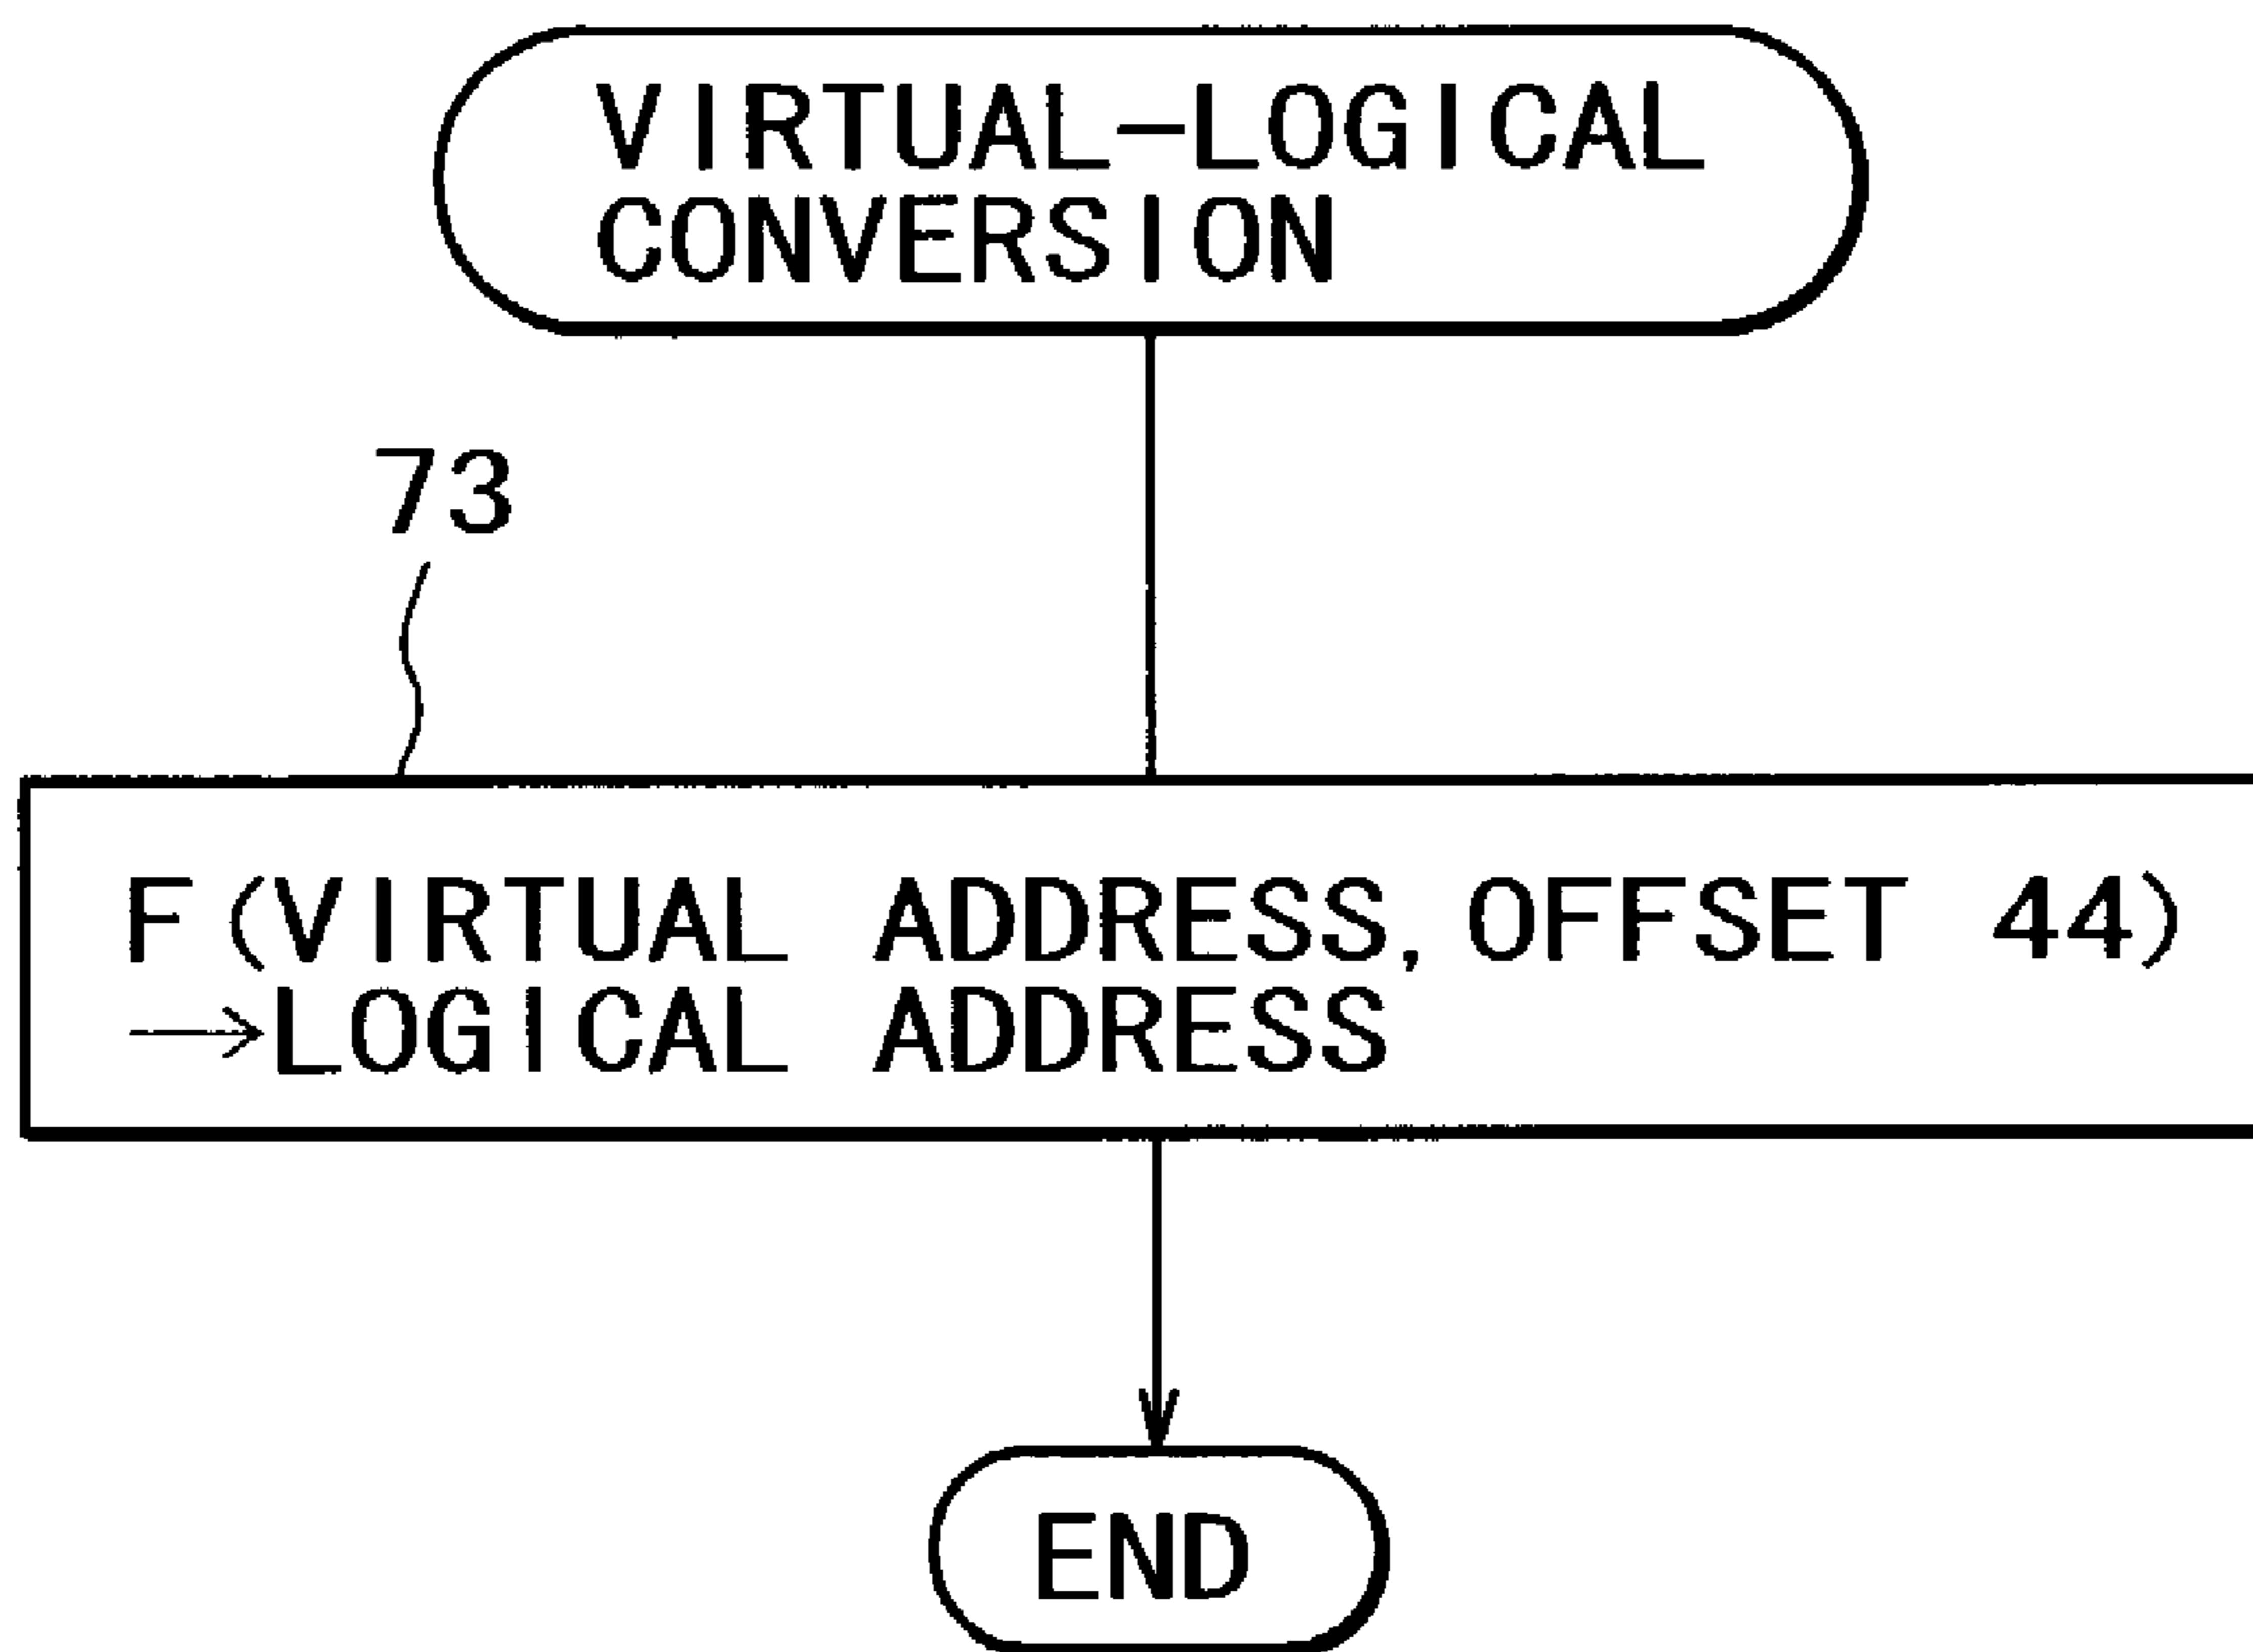 VIRTUAL-LOGICAL
CONVERSION
73
F(VIRTUAL ADDRESS, OFFSET 44)
→LOGICAL ADDRESS
END